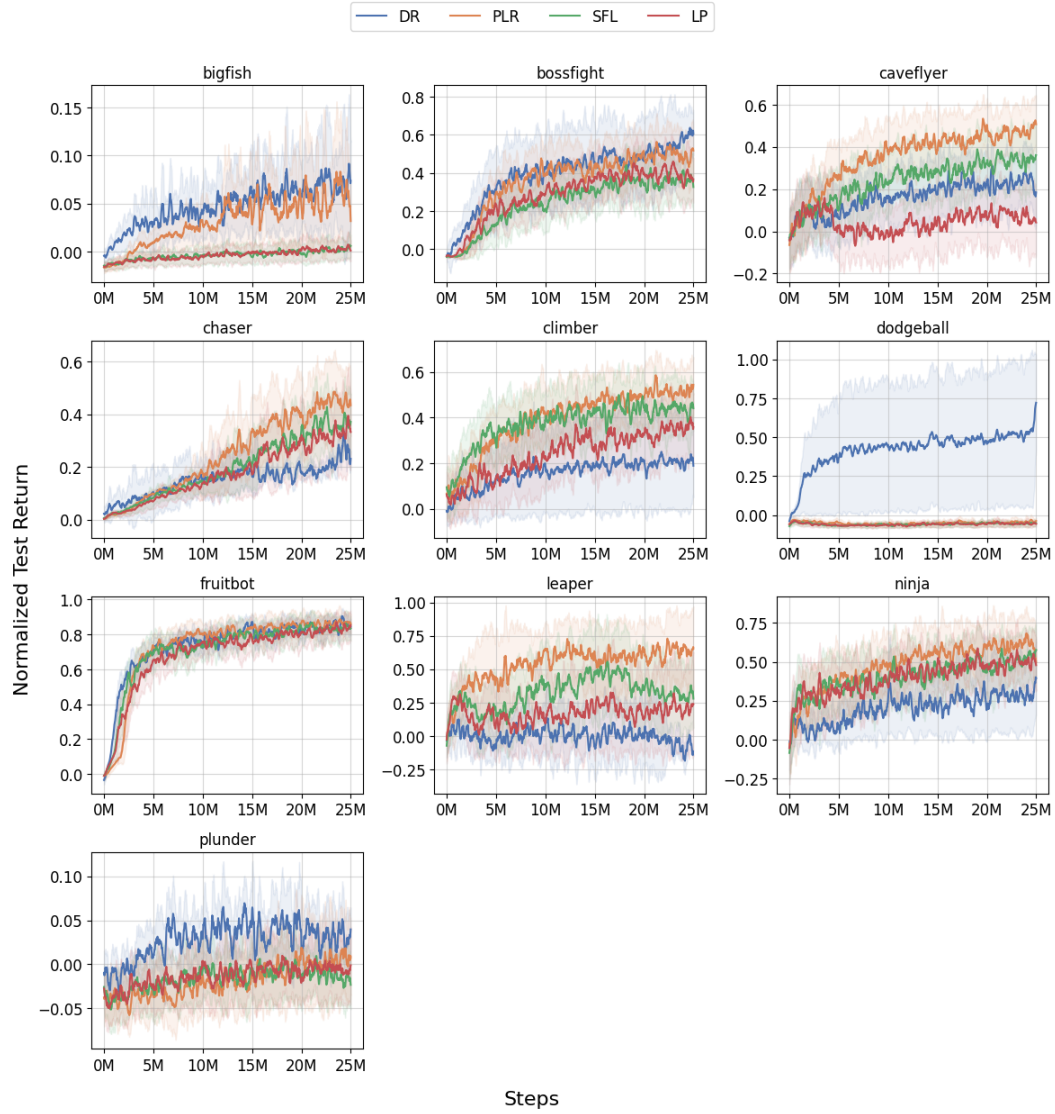 DR PLR SFL LP
bigfish
0.15
0.10
0.05
0.00
0M 5M 10M 15M 20M 25M
bossfight
0.8
0.6
0.4
0.2
0.0
0M 5M 10M 15M 20M 25M
caveflyer
0.6
0.4
0.2
0.0
−0.2
0M 5M 10M 15M 20M 25M
chaser
0.6
0.4
0.2
0.0
0M 5M 10M 15M 20M 25M
climber
0.6
0.4
0.2
0.0
0M 5M 10M 15M 20M 25M
dodgeball
1.00
0.75
0.50
0.25
0.00
0M 5M 10M 15M 20M 25M
Normalized Test Return
fruitbot
1.0
0.8
0.6
0.4
0.2
0.0
0M 5M 10M 15M 20M 25M
leaper
1.00
0.75
0.50
0.25
0.00
−0.25
0M 5M 10M 15M 20M 25M
ninja
0.75
0.50
0.25
0.00
−0.25
0M 5M 10M 15M 20M 25M
plunder
0.10
0.05
0.00
−0.05
0M 5M 10M 15M 20M 25M
Steps